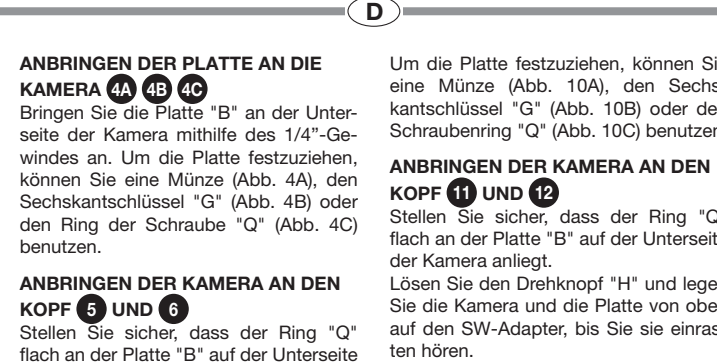 D
ANBRINGEN DER PLATTE AN DIE
KAMERA 4A 4B 4C
Bringen Sie die Platte "B" an der Unter-
seite der Kamera mithilfe des 1/4”-Ge-
windes an. Um die Platte festzuziehen,
können Sie eine Münze (Abb. 4A), den
Sechskantschlüssel "G" (Abb. 4B) oder
den Ring der Schraube "Q" (Abb. 4C)
benutzen.
ANBRINGEN DER KAMERA AN DEN
KOPF 5 UND 6
Stellen Sie sicher, dass der Ring "Q"
flach an der Platte "B" auf der Unterseite
Um die Platte festzuziehen, können Si
eine Münze (Abb. 10A), den Sechs
kantschlüssel "G" (Abb. 10B) oder de
Schraubenring "Q" (Abb. 10C) benutzen
ANBRINGEN DER KAMERA AN DEN
KOPF 11 UND 12
Stellen Sie sicher, dass der Ring "Q
flach an der Platte "B" auf der Unterseit
der Kamera anliegt.
Lösen Sie den Drehknopf "H" und lege
Sie die Kamera und die Platte von obe
auf den SW-Adapter, bis Sie sie einras
ten hören.